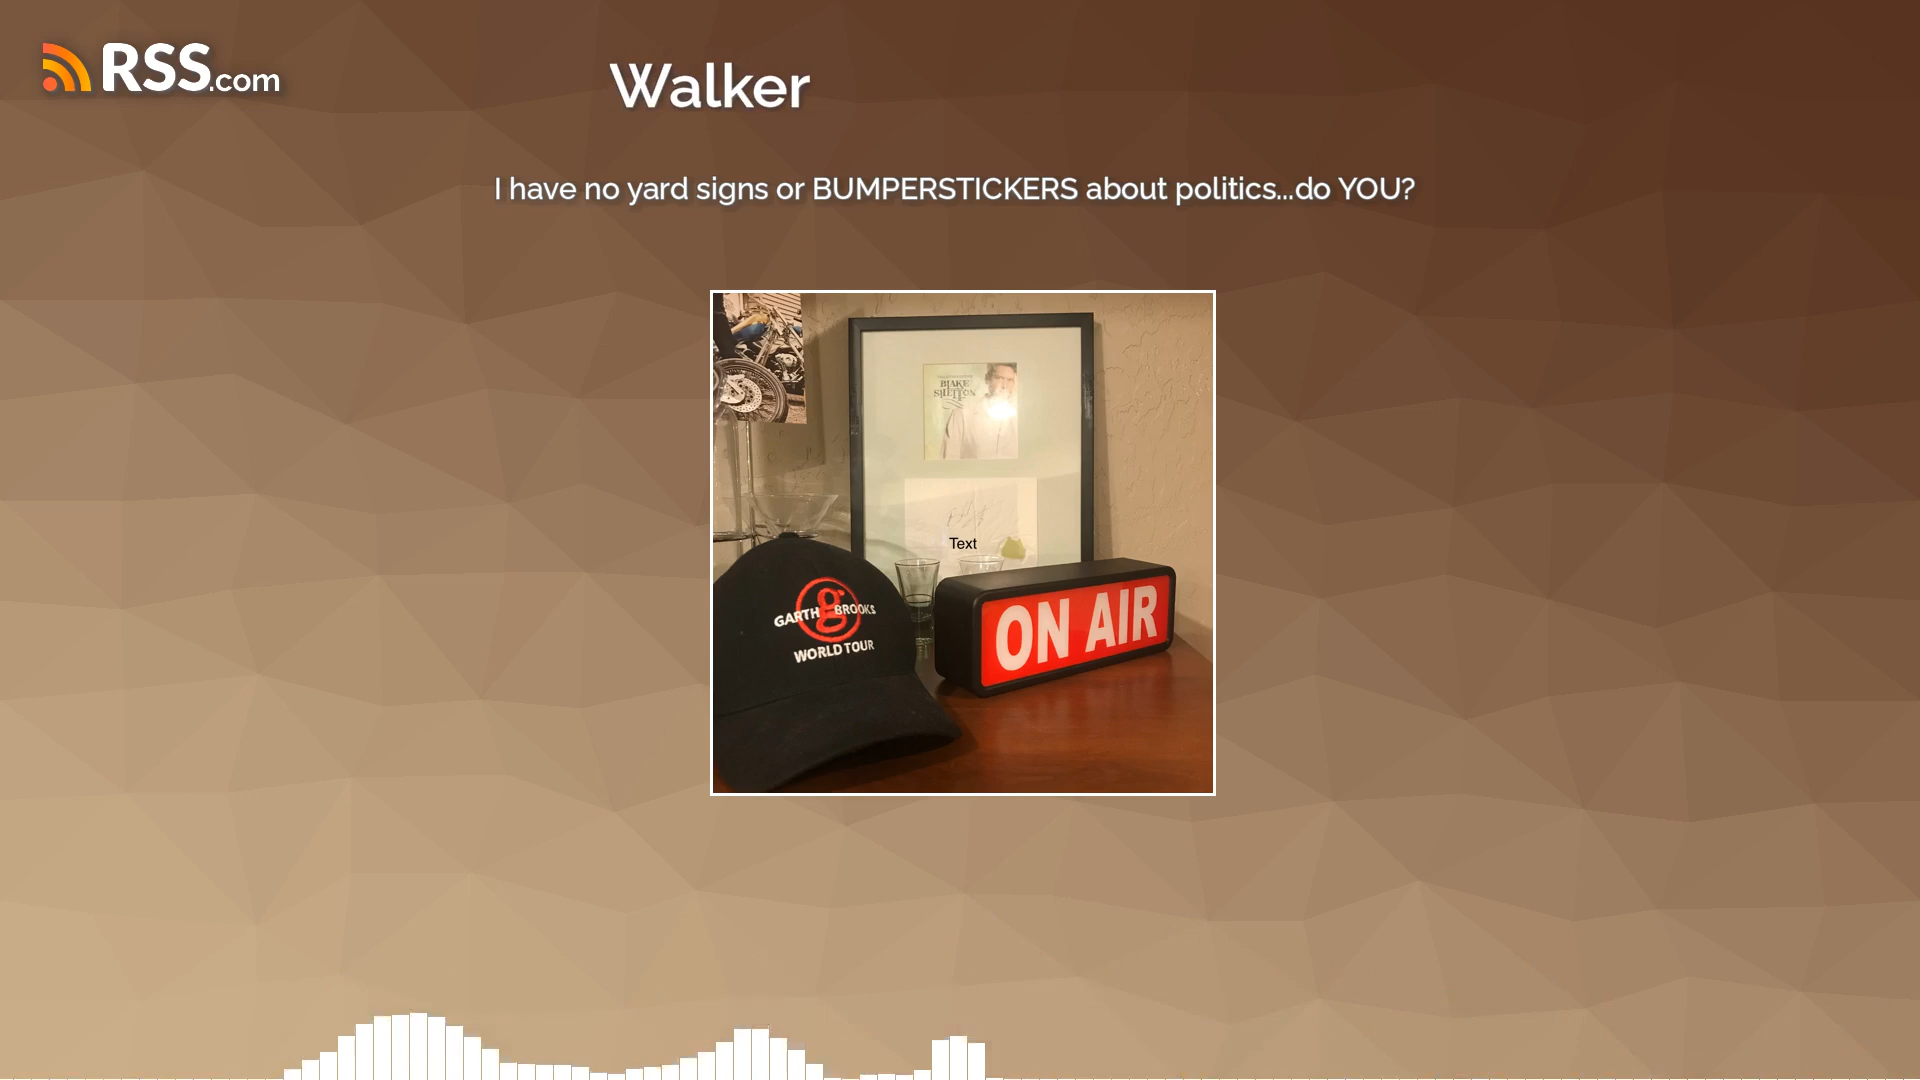 RSS.com
Walker
I have no yard signs or BUMPERSTICKERS about politics...do YOU?
BLAKE
SHELTON
Text
GARTH g BROOKS
WORLD TOUR
ON AIR